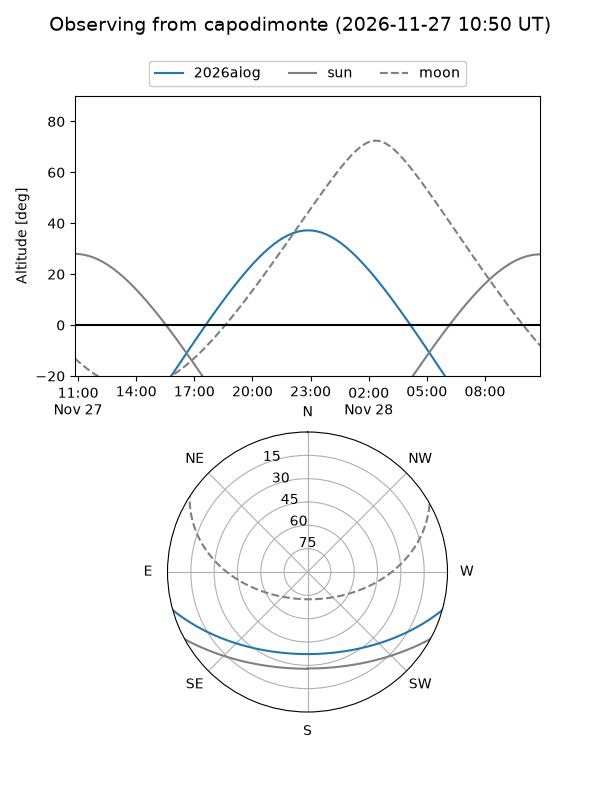 Observing from capodimonte (2026-11-27 10:50 UT)
2026aiog sun moon
80
60
40
20
0
−20
Altitude [deg]
11:00 14:00 17:00 20:00 23:00 02:00 05:00 08:00
Nov 27 Nov 28
N
NE NW
15
30
45
60
75
E W
SE SW
S